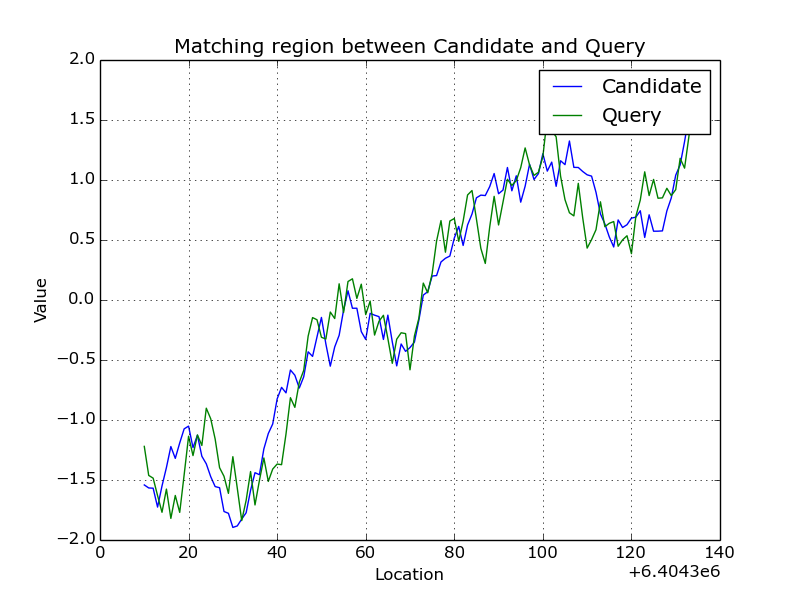 Matching region between Candidate and Query
Candidate
Query
2.0
1.5
1.0
0.5
0.0
−0.5
−1.0
−1.5
−2.0
Value
0 20 40 60 80 100 120 140
+6.4043e6
Location